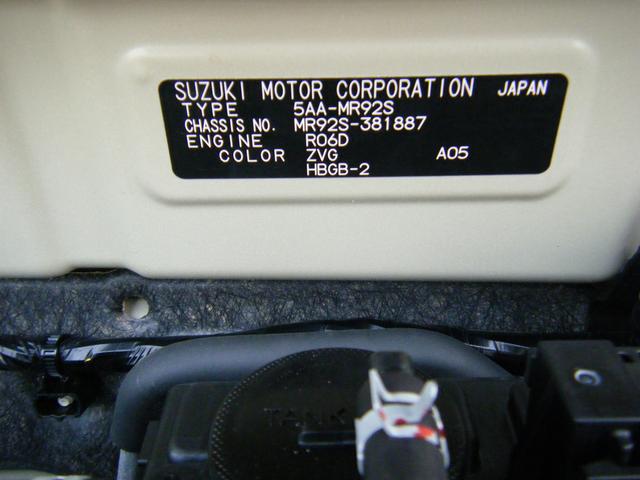 SUZUKI MOTOR CORPORATION JAPAN
TYPE 5AA-MR92S
CHASSIS NO. MR92S-381887
ENGINE R06D
COLOR ZVG A05
HBGB-2
TANK